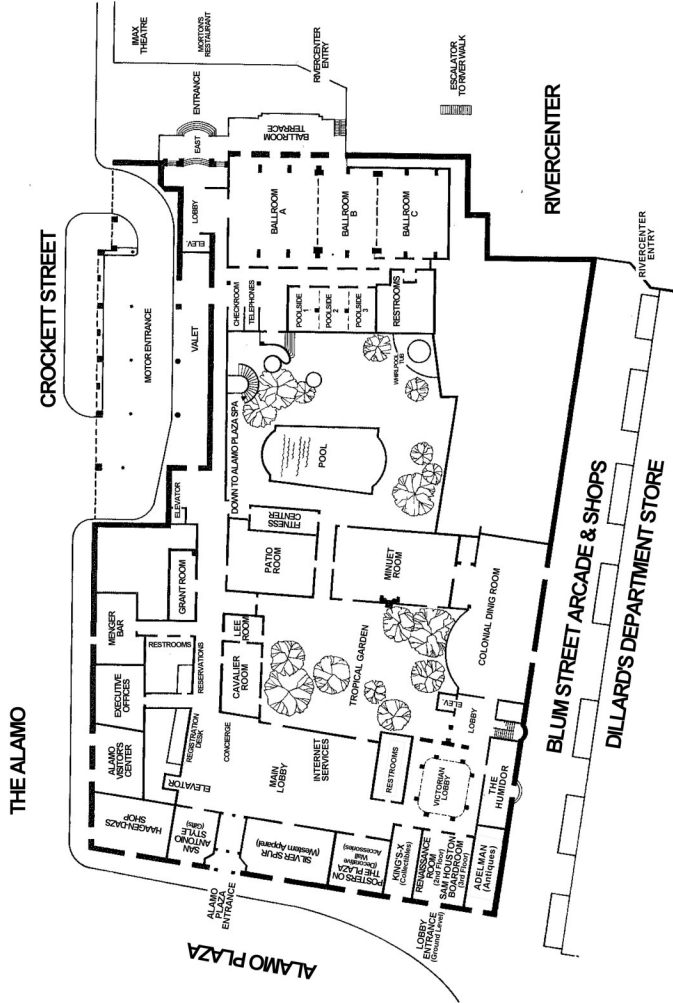 THE ALAMO
CROCKETT STREET
ALAMO PLAZA
RIVERCENTER
BLUM STREET ARCADE & SHOPS
DILLARD'S DEPARTMENT STORE
HAAGEN-DAZS
SHOP
ALAMO
VISITOR'S
CENTER
EXECUTIVE
OFFICES
MENGER
BAR
RESTROOMS
GRANT ROOM
ELEVATOR
MOTOR ENTRANCE
VALET
ELEV.
LOBBY
EAST
ENTRANCE
IMAX
THEATRE
MORTON'S
RESTAURANT
RIVERCENTER
ENTRY
ESCALATOR
TO RIVER WALK
BALLROOM
TERRACE
SAN
ANTONIO
STYLE
(Gifts)
ELEVATOR
REGISTRATION
DESK
RESERVATIONS
CONCIERGE
CAVALIER
ROOM
LEE
ROOM
PATIO
ROOM
FITNESS
CENTER
DOWN TO ALAMO PLAZA SPA
CHECKROOM
TELEPHONES
BALLROOM
A
BALLROOM
B
BALLROOM
C
POOLSIDE
1
POOLSIDE
2
POOLSIDE
3
RESTROOMS
WHIRLPOOL
TUB
POOL
ALAMO
PLAZA
ENTRANCE
SILVER SPUR
(Western Apparel)
MAIN
LOBBY
INTERNET
SERVICES
TROPICAL GARDEN
MINUET
ROOM
POSTERS ON
THE PLAZA
(Decorative
Wall
Accessories)
KING'S-X
(Collectibles)
RESTROOMS
RENAISSANCE
ROOM
(2nd Floor)
SAM HOUSTON
BOARDROOM
(3rd Floor)
VICTORIAN
LOBBY
ELEV.
LOBBY
COLONIAL DINIG ROOM
LOBBY
ENTRANCE
(Ground Level)
ADELMAN
(Antiques)
THE
HUMIDOR
RIVERCENTER
ENTRY